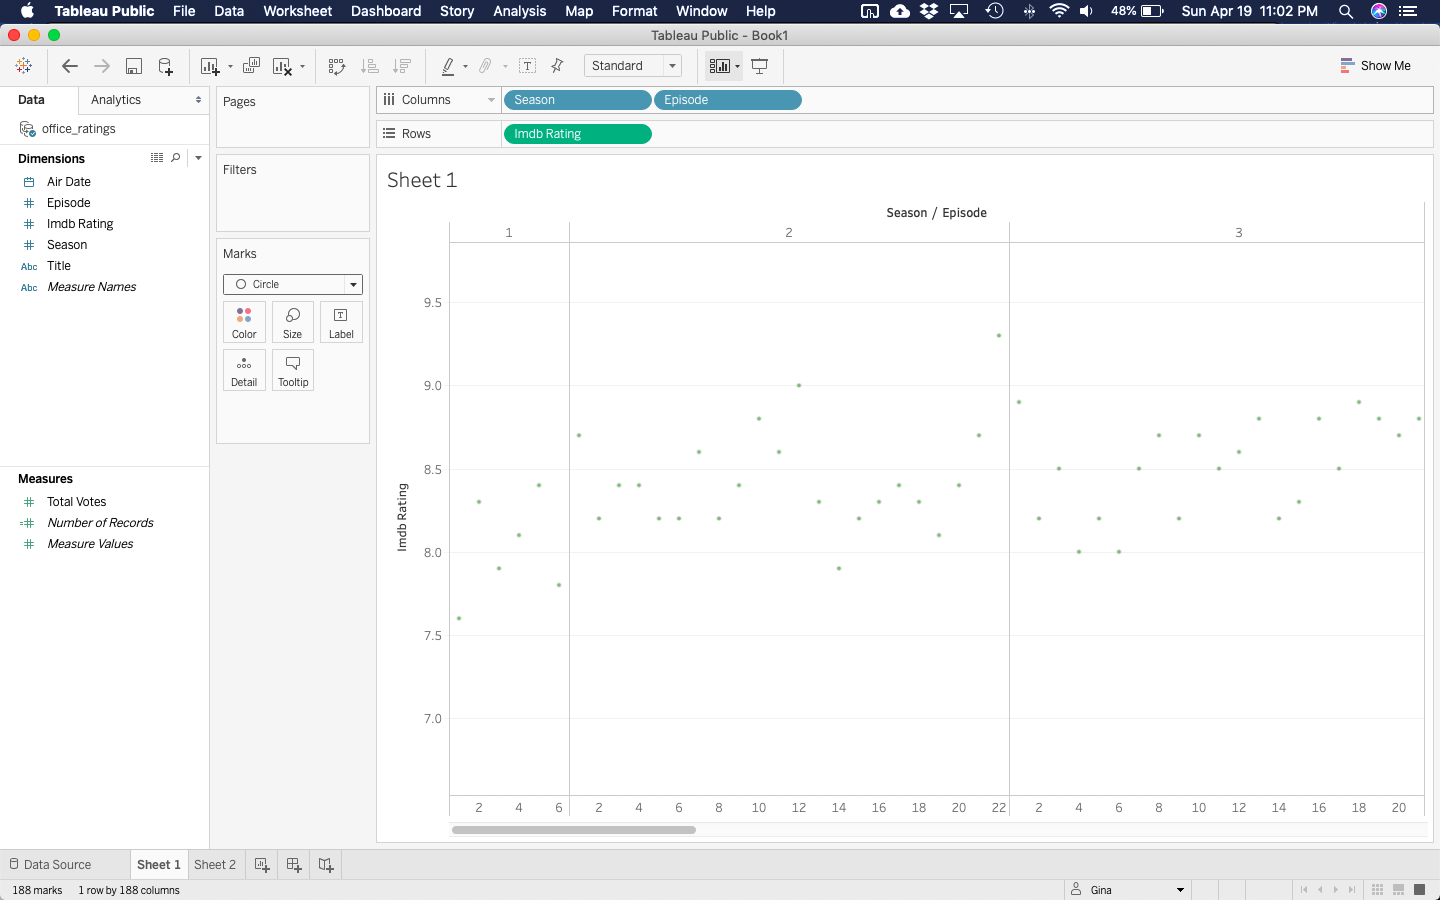 Tableau Public File Data Worksheet Dashboard Story Analysis Map Format Window Help 48% Sun Apr 19 11:02 PM
Tableau Public - Book1
Standard Show Me
Data Analytics
office_ratings
Dimensions
Air Date
Episode
Imdb Rating
Season
Abc Title
Abc Measure Names
Measures
Total Votes
Number of Records
Measure Values
Pages
Filters
Marks
Circle
Color Size Label
Detail Tooltip
Columns Season Episode
Rows Imdb Rating
Sheet 1
Season / Episode
1 2 3
Imdb Rating
9.5
9.0
8.5
8.0
7.5
7.0
2 4 6 2 4 6 8 10 12 14 16 18 20 22 2 4 6 8 10 12 14 16 18 20
Data Source Sheet 1 Sheet 2
188 marks 1 row by 188 columns Gina